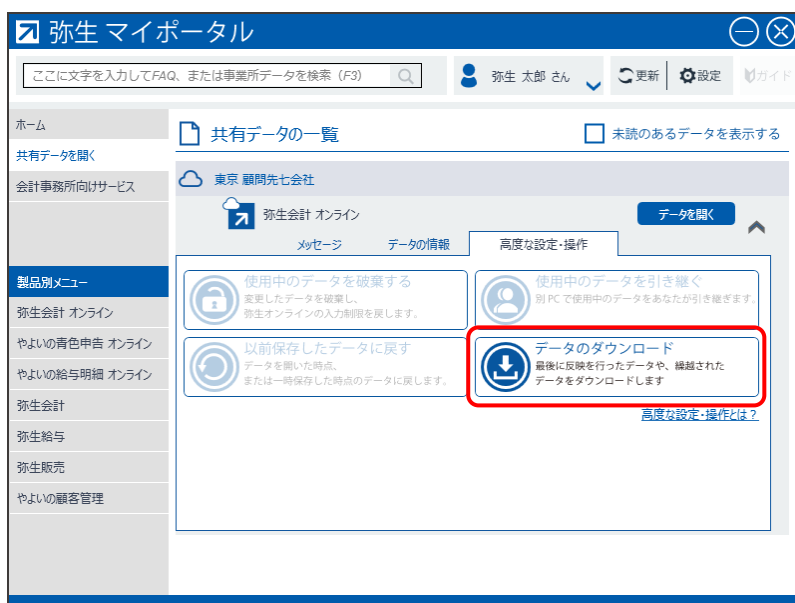 弥生 マイポータル
ここに文字を入力してFAQ、または事業所データを検索（F3）
弥生 太郎 さん
更新
設定
ガイド
ホーム
共有データを開く
会計事務所向けサービス
製品別メニュー
弥生会計 オンライン
やよいの青色申告 オンライン
やよいの給与明細 オンライン
弥生会計
弥生給与
弥生販売
やよいの顧客管理
共有データの一覧
未読のあるデータを表示する
東京 顧問先七会社
弥生会計 オンライン
データを開く
メッセージ
データの情報
高度な設定・操作
使用中のデータを破棄する
変更したデータを破棄し、
弥生オンラインの入力制限を戻します。
使用中のデータを引き継ぐ
別 PC で使用中のデータをあなたが引き継ぎます。
以前保存したデータに戻す
データを開いた時点、
または一時保存した時点のデータに戻します。
データのダウンロード
最後に反映を行ったデータや、繰越された
データをダウンロードします
高度な設定・操作とは？